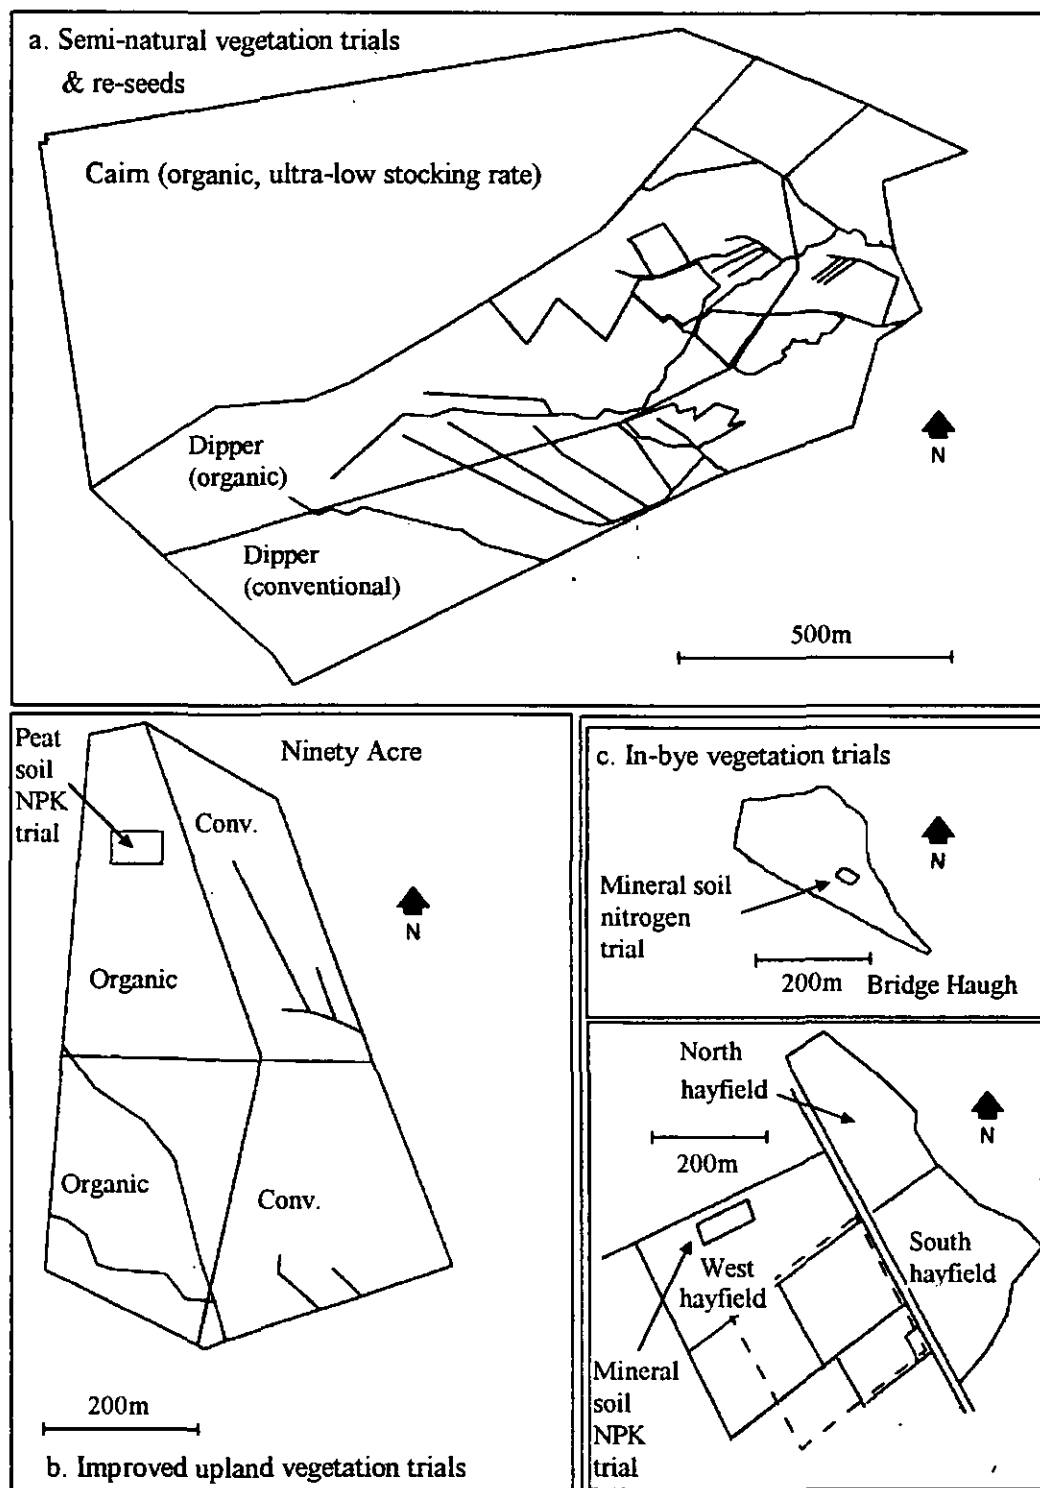 a. Semi-natural vegetation trials
& re-seeds
Cairn (organic, ultra-low stocking rate)
Dipper
(organic)
Dipper
(conventional)
N
500m
Peat
soil
NPK
trial
Ninety Acre
Conv.
N
Organic
Organic
Conv.
200m
b. Improved upland vegetation trials
c. In-bye vegetation trials
N
Mineral soil
nitrogen
trial
200m
Bridge Haugh
North
hayfield
N
200m
South
hayfield
West
hayfield
Mineral
soil
NPK
trial